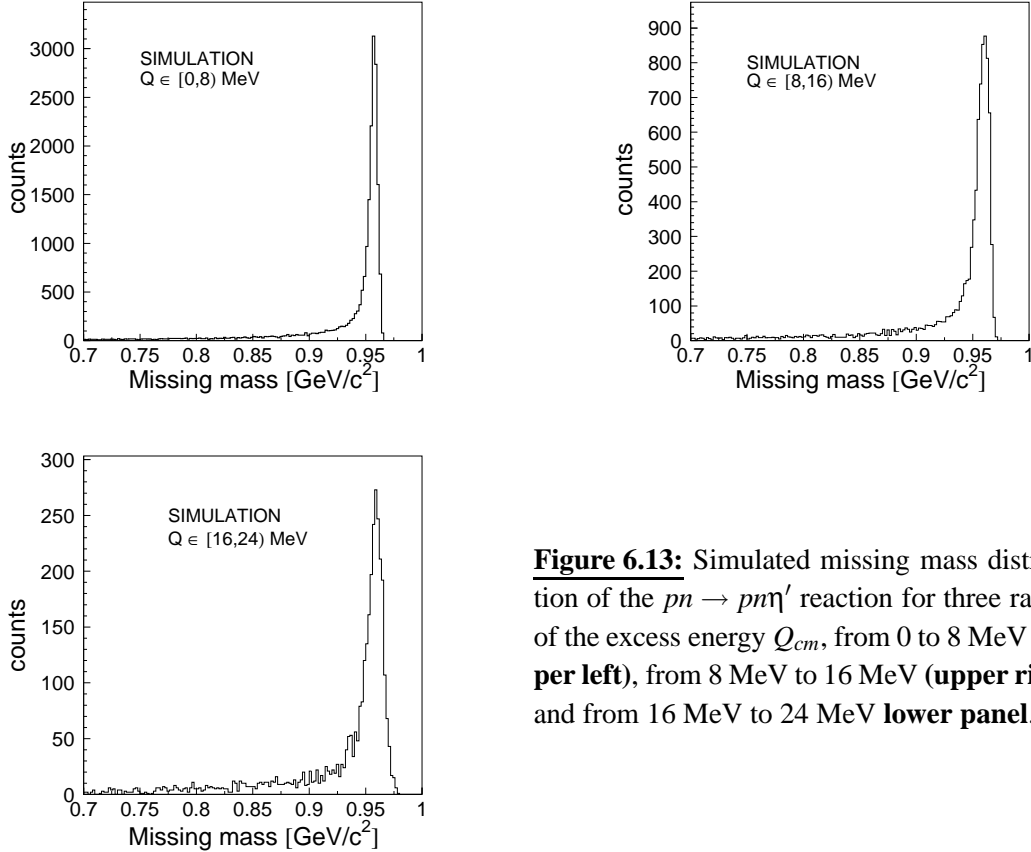 SIMULATION
Q ∈ [0,8) MeV
counts
3000
2500
2000
1500
1000
500
0
0.7 0.75 0.8 0.85 0.9 0.95 1
Missing mass [GeV/c²]
SIMULATION
Q ∈ [8,16) MeV
counts
900
800
700
600
500
400
300
200
100
0
0.7 0.75 0.8 0.85 0.9 0.95 1
Missing mass [GeV/c²]
SIMULATION
Q ∈ [16,24) MeV
counts
300
250
200
150
100
50
0
0.7 0.75 0.8 0.85 0.9 0.95 1
Missing mass [GeV/c²]
Figure 6.13: Simulated missing mass dist
tion of the pn → pnη′ reaction for three ra
of the excess energy Qcm, from 0 to 8 MeV
per left), from 8 MeV to 16 MeV (upper ri
and from 16 MeV to 24 MeV lower panel.